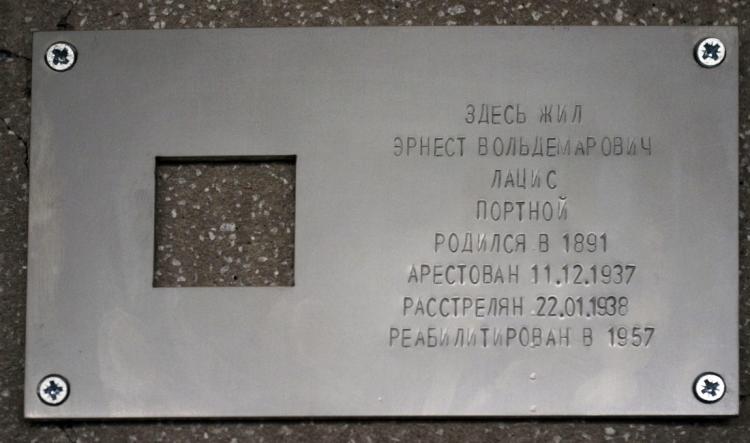 ЗДЕСЬ ЖИЛ
ЭРНЕСТ ВОЛЬДЕМАРОВИЧ
ЛАЦИС
ПОРТНОЙ
РОДИЛСЯ В 1891
АРЕСТОВАН 11.12.1937
РАССТРЕЛЯН 22.01.1938
РЕАБИЛИТИРОВАН В 1957